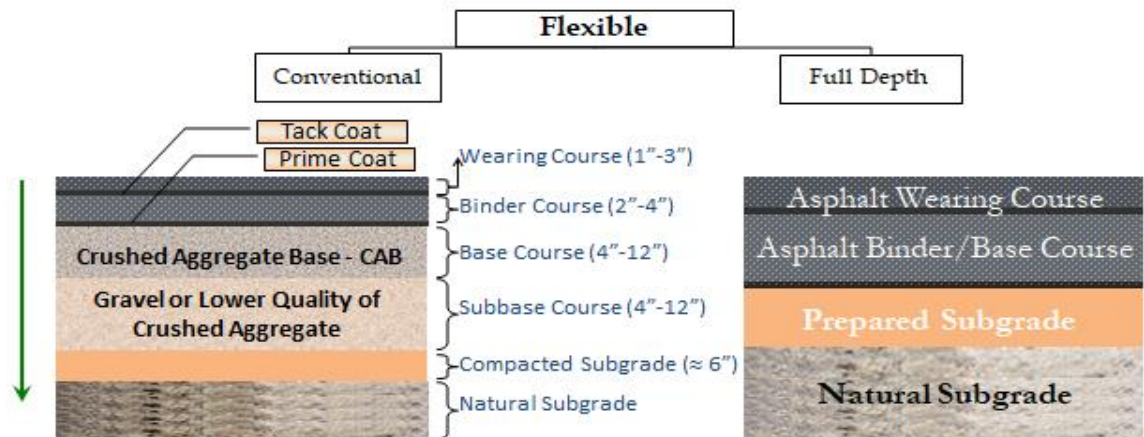 Flexible
Conventional
Full Depth
Tack Coat
Prime Coat
Wearing Course (1”-3”)
Binder Course (2”-4”)
Base Course (4”-12”)
Subbase Course (4”-12”)
Compacted Subgrade (≈ 6”)
Natural Subgrade
Crushed Aggregate Base - CAB
Gravel or Lower Quality of
Crushed Aggregate
Asphalt Wearing Course
Asphalt Binder/Base Course
Prepared Subgrade
Natural Subgrade